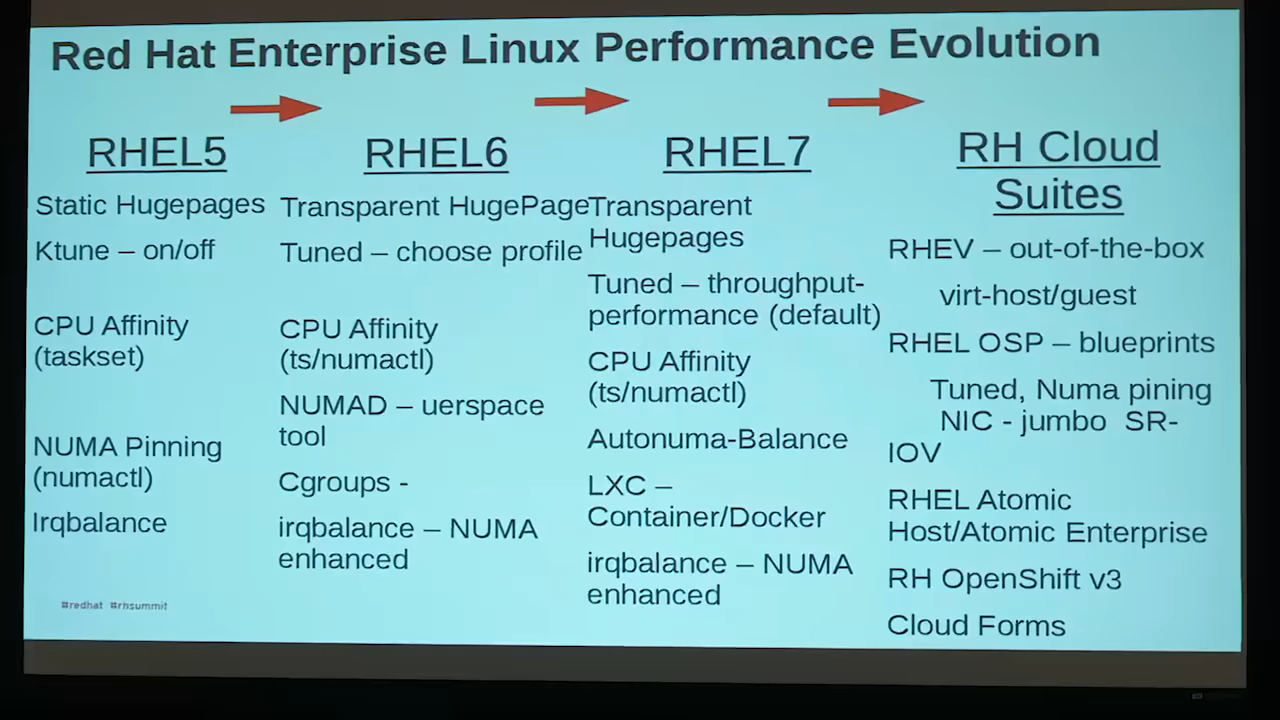 Red Hat Enterprise Linux Performance Evolution
RHEL5
Static Hugepages
Ktune – on/off
CPU Affinity
(taskset)
NUMA Pinning
(numactl)
Irqbalance
RHEL6
Transparent HugePage
Tuned – choose profile
CPU Affinity
(ts/numactl)
NUMAD – uerspace
tool
Cgroups -
irqbalance – NUMA
enhanced
RHEL7
Transparent
Hugepages
Tuned – throughput-
performance (default)
CPU Affinity
(ts/numactl)
Autonuma-Balance
LXC –
Container/Docker
irqbalance – NUMA
enhanced
RH Cloud
Suites
RHEV – out-of-the-box
virt-host/guest
RHEL OSP – blueprints
Tuned, Numa pining
NIC - jumbo SR-
IOV
RHEL Atomic
Host/Atomic Enterprise
RH OpenShift v3
Cloud Forms
#redhat #rhsummit